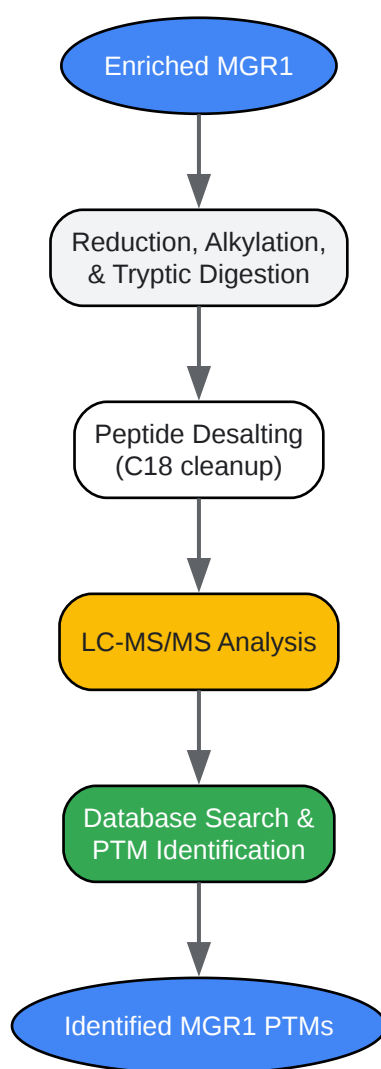 Enriched MGR1
Reduction, Alkylation,
& Tryptic Digestion
Peptide Desalting
(C18 cleanup)
LC-MS/MS Analysis
Database Search &
PTM Identification
Identified MGR1 PTMs